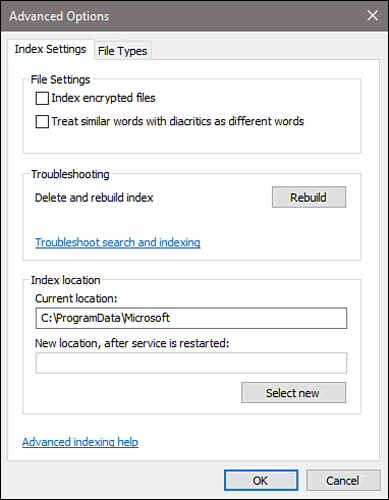 Advanced Options
Index Settings
File Types
File Settings
Index encrypted files
Treat similar words with diacritics as different words
Troubleshooting
Delete and rebuild index
Rebuild
Troubleshoot search and indexing
Index location
Current location:
C:\ProgramData\Microsoft
New location, after service is restarted:
Select new
Advanced indexing help
OK
Cancel